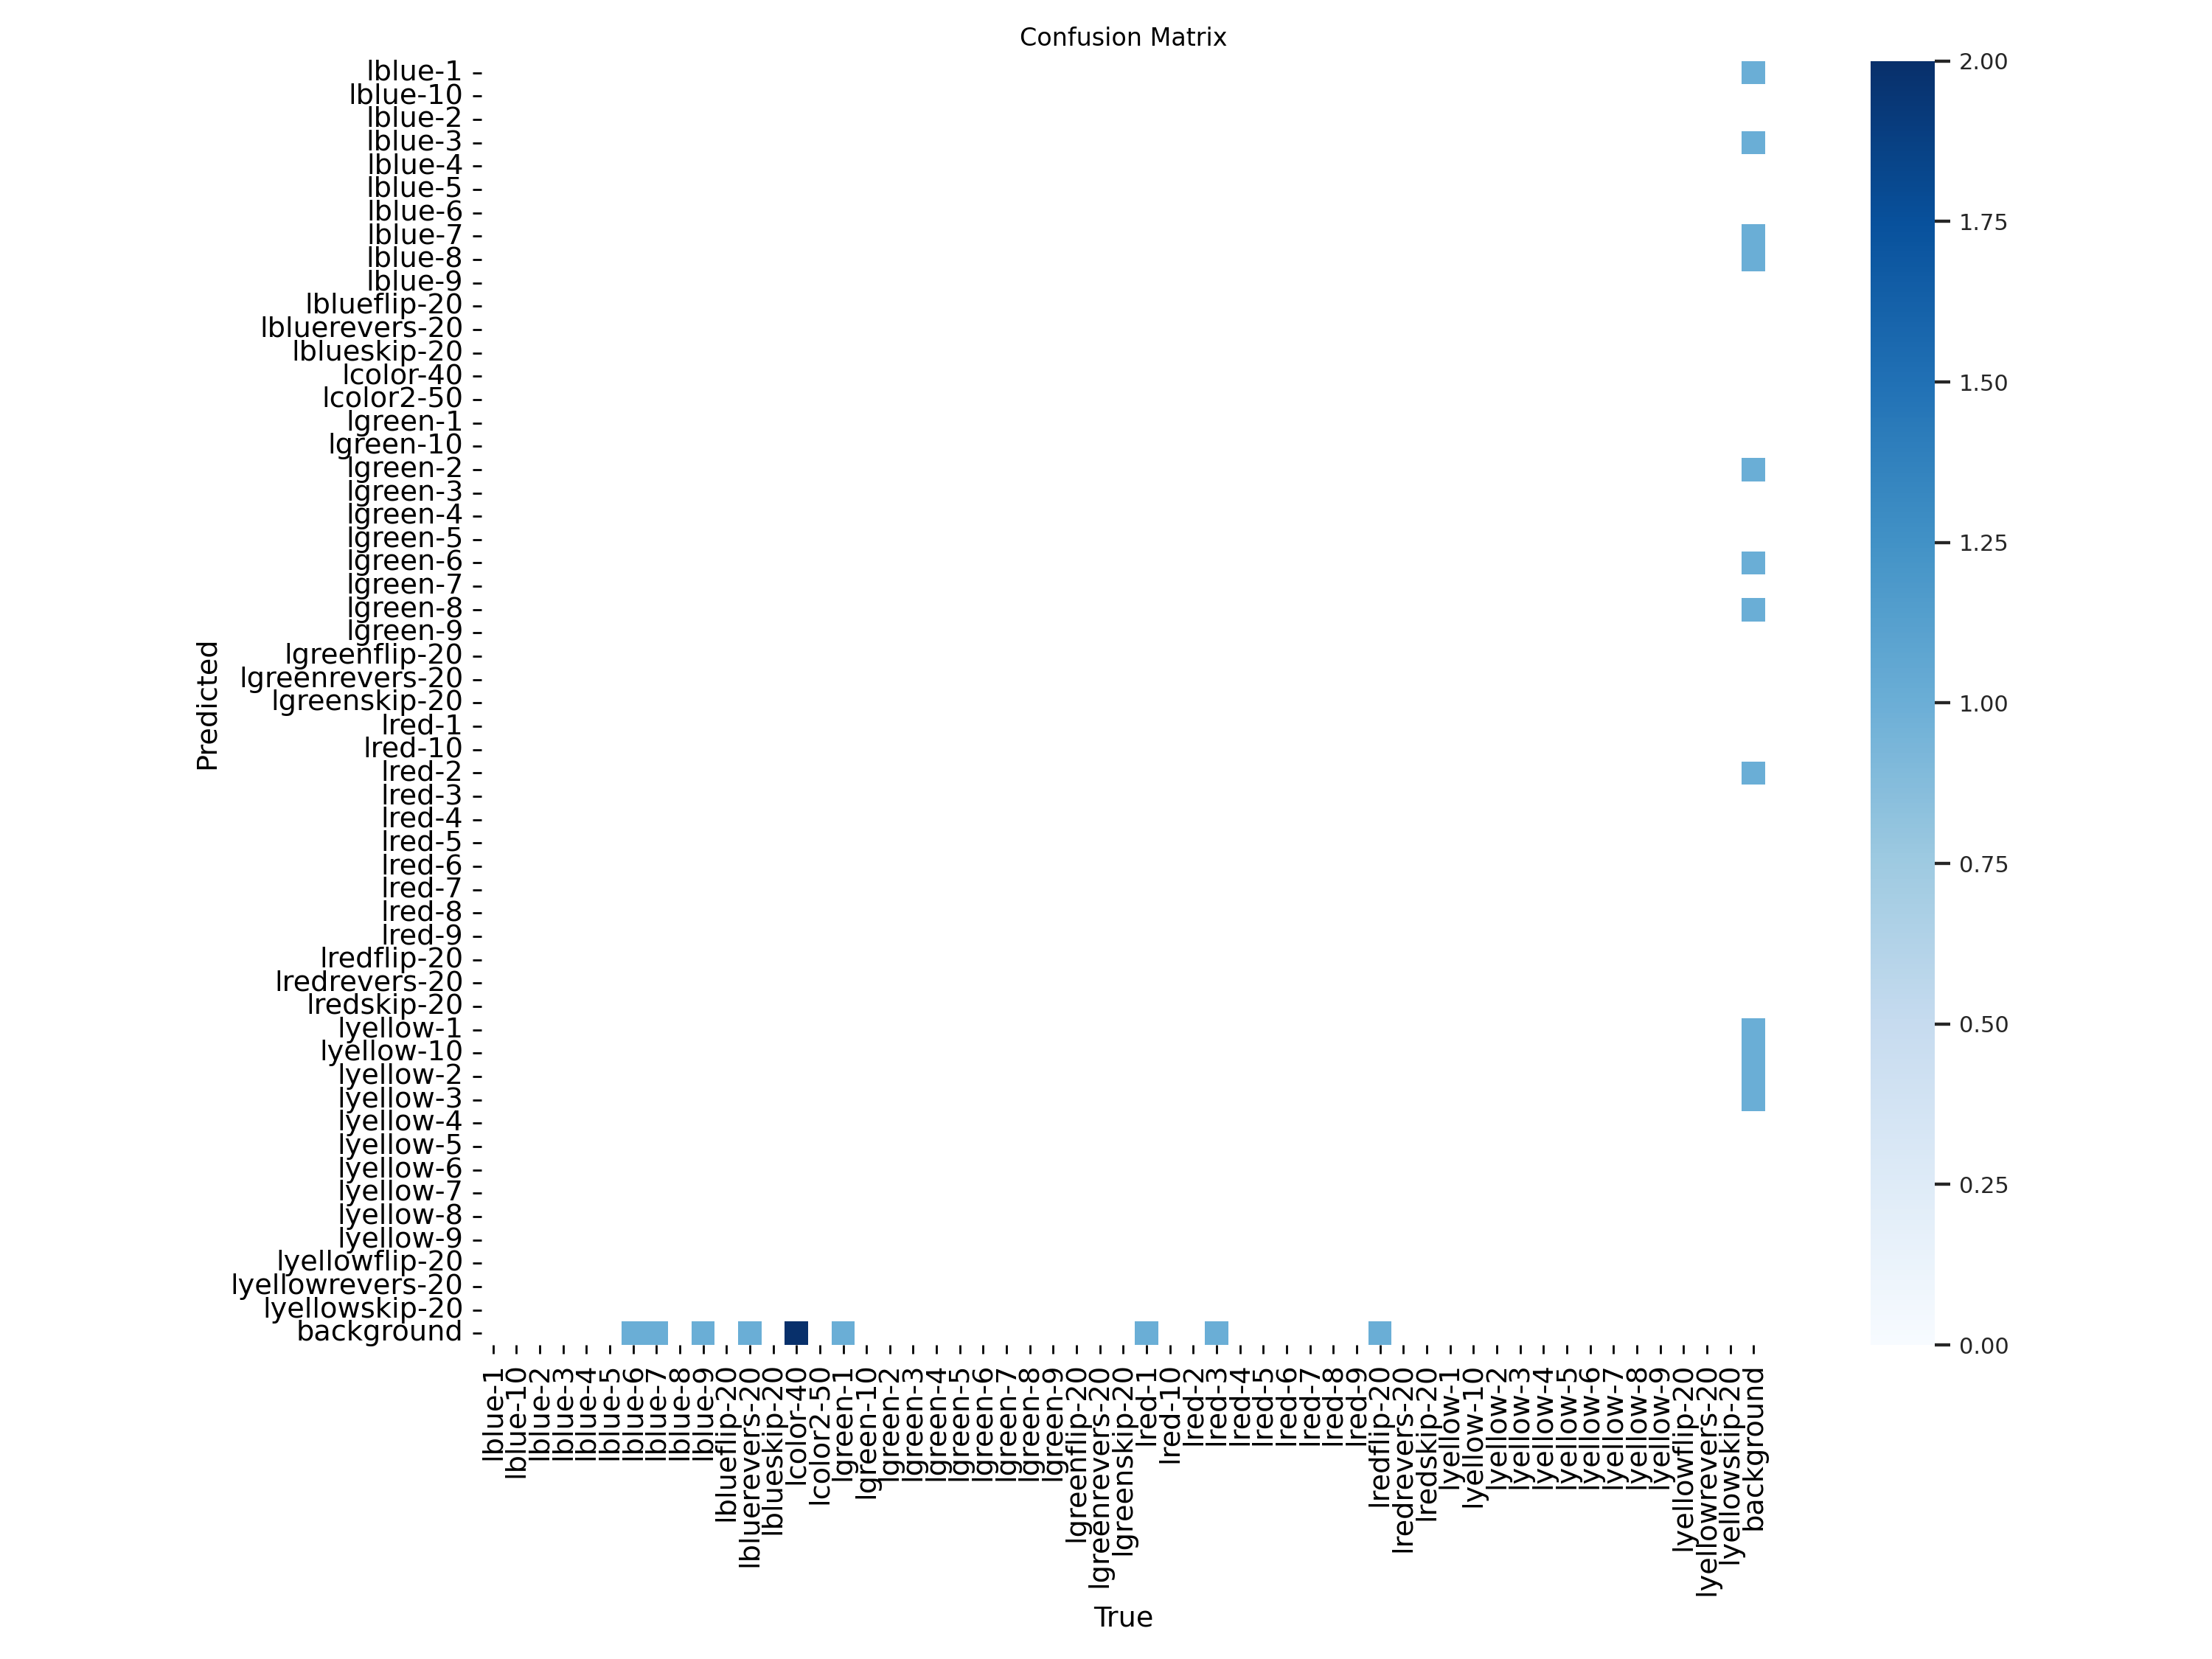 Confusion Matrix
lblue-1
lblue-10
lblue-2
lblue-3
lblue-4
lblue-5
lblue-6
lblue-7
lblue-8
lblue-9
lblueflip-20
lbluerevers-20
lblueskip-20
lcolor-40
lcolor2-50
lgreen-1
lgreen-10
lgreen-2
lgreen-3
lgreen-4
lgreen-5
lgreen-6
lgreen-7
lgreen-8
lgreen-9
lgreenflip-20
lgreenrevers-20
lgreenskip-20
lred-1
lred-10
lred-2
lred-3
lred-4
lred-5
lred-6
lred-7
lred-8
lred-9
lredflip-20
lredrevers-20
lredskip-20
lyellow-1
lyellow-10
lyellow-2
lyellow-3
lyellow-4
lyellow-5
lyellow-6
lyellow-7
lyellow-8
lyellow-9
lyellowflip-20
lyellowrevers-20
lyellowskip-20
background
Predicted
lblue-1
lblue-10
lblue-2
lblue-3
lblue-4
lblue-5
lblue-6
lblue-7
lblue-8
lblue-9
lblueflip-20
lbluerevers-20
lblueskip-20
lcolor-40
lcolor2-50
lgreen-1
lgreen-10
lgreen-2
lgreen-3
lgreen-4
lgreen-5
lgreen-6
lgreen-7
lgreen-8
lgreen-9
lgreenflip-20
lgreenrevers-20
lgreenskip-20
lred-1
lred-10
lred-2
lred-3
lred-4
lred-5
lred-6
lred-7
lred-8
lred-9
lredflip-20
lredrevers-20
lredskip-20
lyellow-1
lyellow-10
lyellow-2
lyellow-3
lyellow-4
lyellow-5
lyellow-6
lyellow-7
lyellow-8
lyellow-9
lyellowflip-20
lyellowrevers-20
lyellowskip-20
background
True
2.00
1.75
1.50
1.25
1.00
0.75
0.50
0.25
0.00